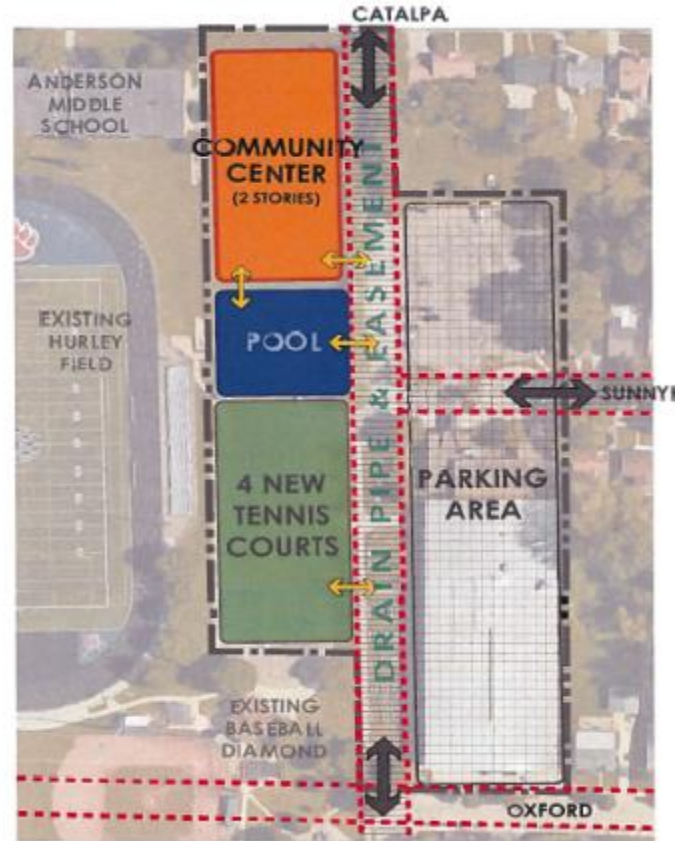 CATALPA
ANDERSON
MIDDLE
SCHOOL
COMMUNITY
CENTER
(2 STORIES)
DRAIN PIPE & EASEMENT
EXISTING
HURLEY
FIELD
POOL
SUNNY
4 NEW
TENNIS
COURTS
PARKING
AREA
EXISTING
BASEBALL
DIAMOND
OXFORD